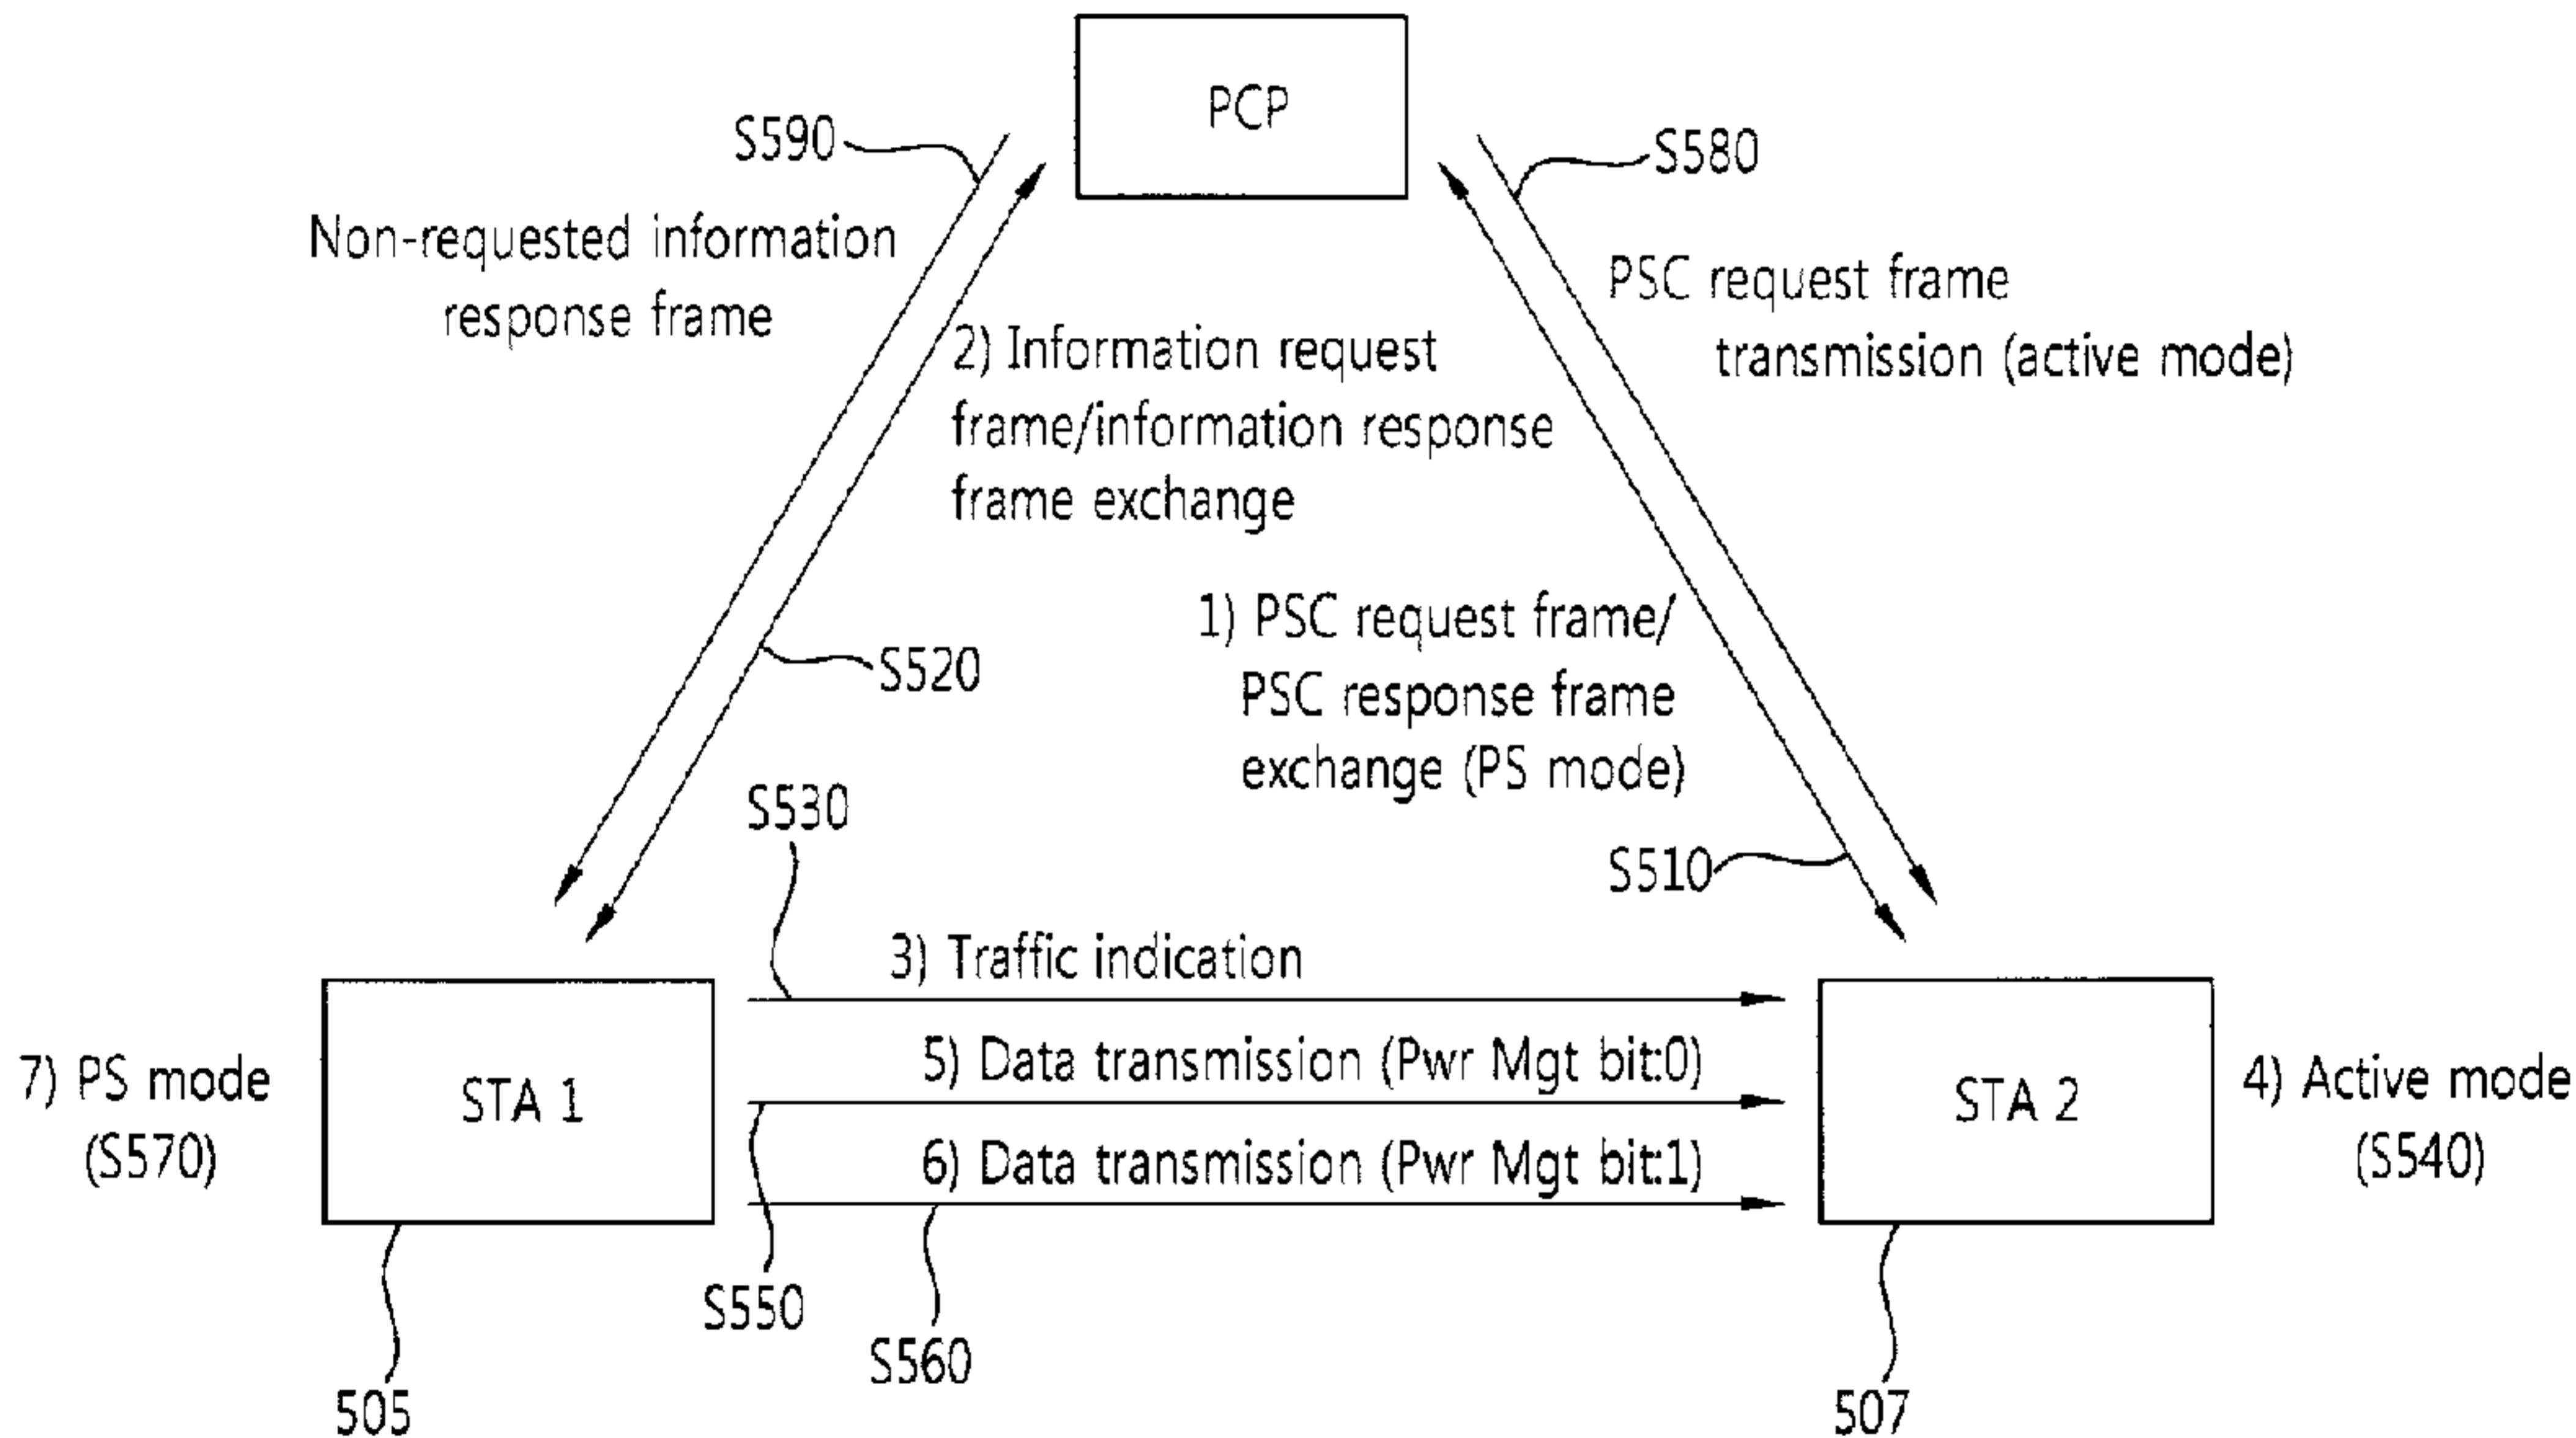 PCP
S590
S580
Non-requested information
response frame
PSC request frame
transmission (active mode)
2) Information request
frame/information response
frame exchange
1) PSC request frame/
PSC response frame
exchange (PS mode)
S520
S530
S510
3) Traffic indication
5) Data transmission (Pwr Mgt bit:0)
6) Data transmission (Pwr Mgt bit:1)
7) PS mode
(S570)
STA 1
STA 2
4) Active mode
(S540)
S550
S560
505
507